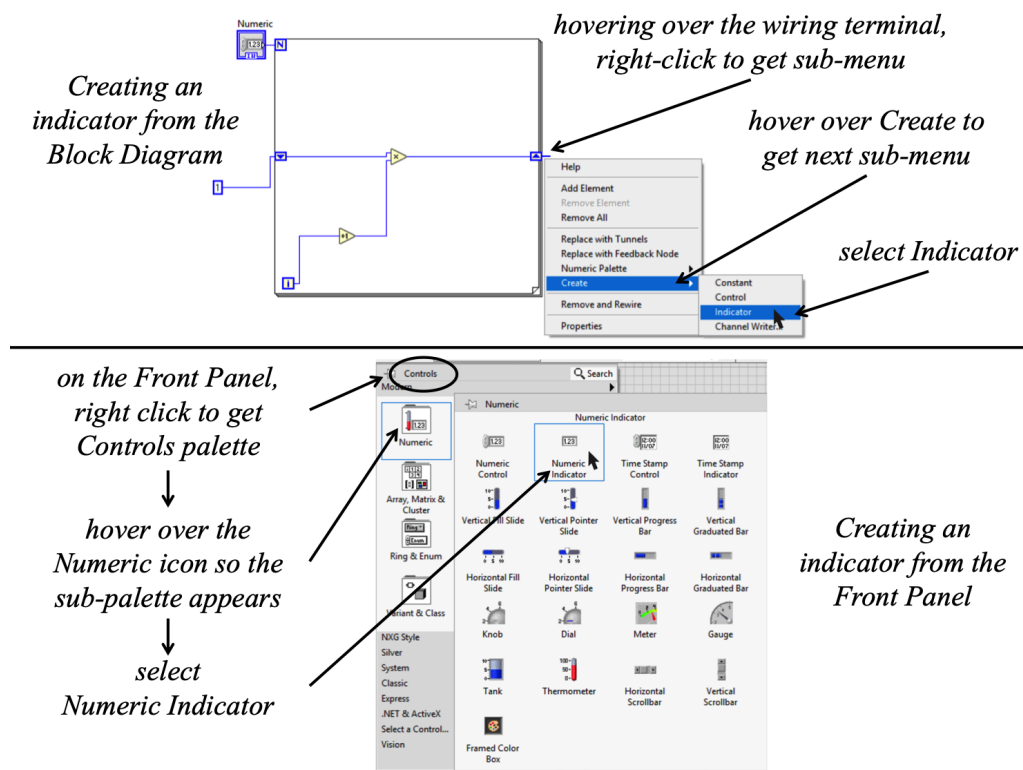 Creating an
indicator from the
Block Diagram
Numeric
1.23
N
1
×
+1
i
hovering over the wiring terminal,
right-click to get sub-menu
hover over Create to
get next sub-menu
select Indicator
Help
Add Element
Remove Element
Remove All
Replace with Tunnels
Replace with Feedback Node
Numeric Palette
Create
Remove and Rewire
Properties
Constant
Control
Indicator
Channel Writer...
on the Front Panel,
right click to get
Controls palette
hover over the
Numeric icon so the
sub-palette appears
select
Numeric Indicator
Controls
Search
Modern
Numeric
Array, Matrix &
Cluster
Ring & Enum
Variant & Class
NXG Style
Silver
System
Classic
Express
.NET & ActiveX
Select a Control...
Vision
Numeric
Numeric Indicator
Numeric
Control
Numeric
Indicator
Time Stamp
Control
Time Stamp
Indicator
Vertical Fill Slide
Vertical Pointer
Slide
Vertical Progress
Bar
Vertical
Graduated Bar
Horizontal Fill
Slide
Horizontal
Pointer Slide
Horizontal
Progress Bar
Horizontal
Graduated Bar
Knob
Dial
Meter
Gauge
Tank
Thermometer
Horizontal
Scrollbar
Vertical
Scrollbar
Framed Color
Box
Creating an
indicator from the
Front Panel